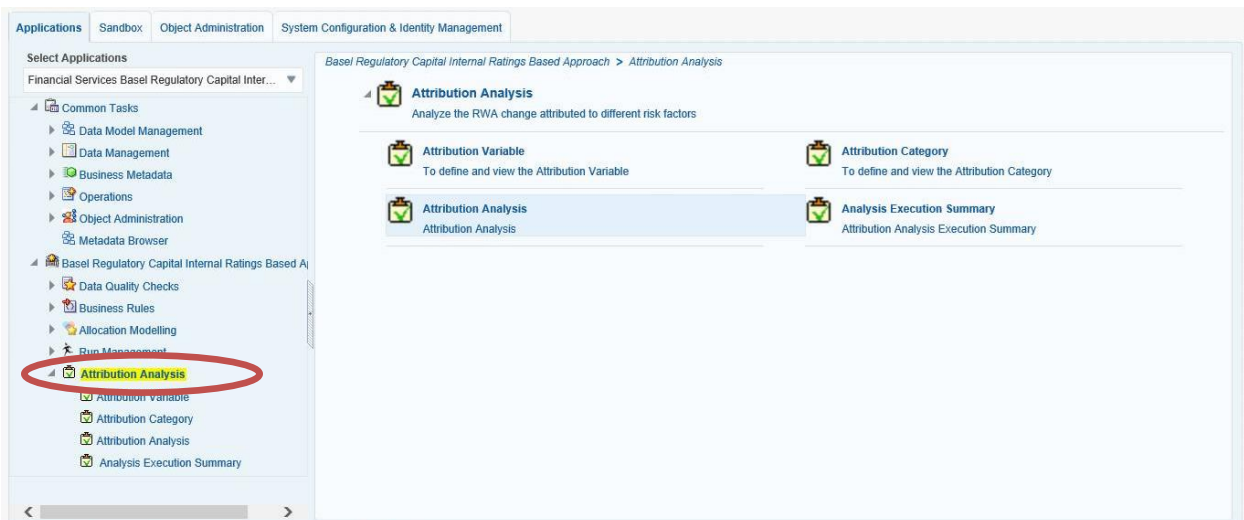 Applications Sandbox Object Administration System Configuration & Identity Management
Select Applications
Financial Services Basel Regulatory Capital Inter...
Common Tasks
Data Model Management
Data Management
Business Metadata
Operations
Object Administration
Metadata Browser
Basel Regulatory Capital Internal Ratings Based A
Data Quality Checks
Business Rules
Allocation Modelling
Run Management
Attribution Analysis
Attribution Variable
Attribution Category
Attribution Analysis
Analysis Execution Summary
Basel Regulatory Capital Internal Ratings Based Approach > Attribution Analysis
Attribution Analysis
Analyze the RWA change attributed to different risk factors
Attribution Variable
To define and view the Attribution Variable
Attribution Category
To define and view the Attribution Category
Attribution Analysis
Attribution Analysis
Analysis Execution Summary
Attribution Analysis Execution Summary